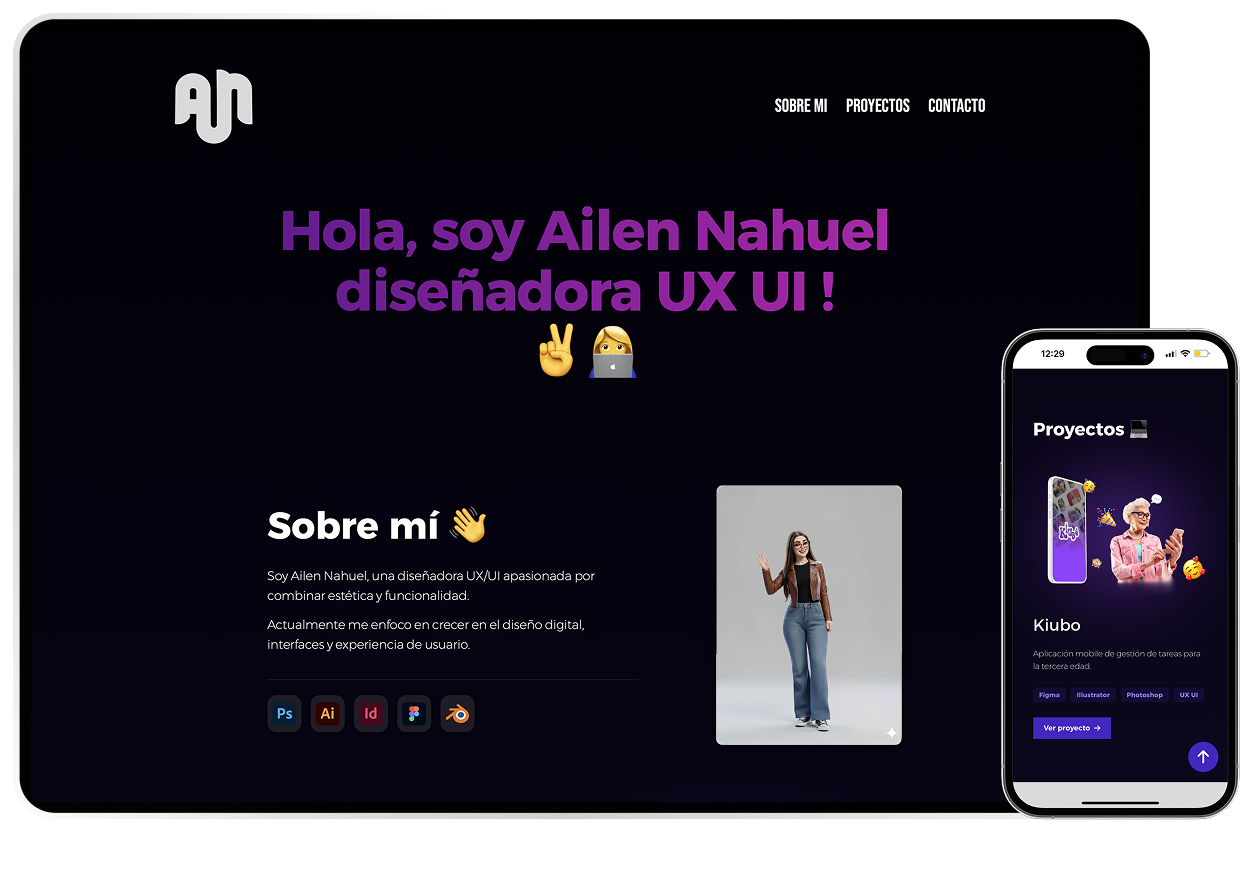 AN
SOBRE MI PROYECTOS CONTACTO
Hola, soy Ailen Nahuel
diseñadora UX UI !
Sobre mí
Soy Ailen Nahuel, una diseñadora UX/UI apasionada por
combinar estética y funcionalidad.
Actualmente me enfoco en crecer en el diseño digital,
interfaces y experiencia de usuario.
Ps Ai Id
12:29
Proyectos
Kiubo
Aplicación mobile de gestión de tareas para
la tercera edad.
Figma Illustrator Photoshop UX UI
Ver proyecto →